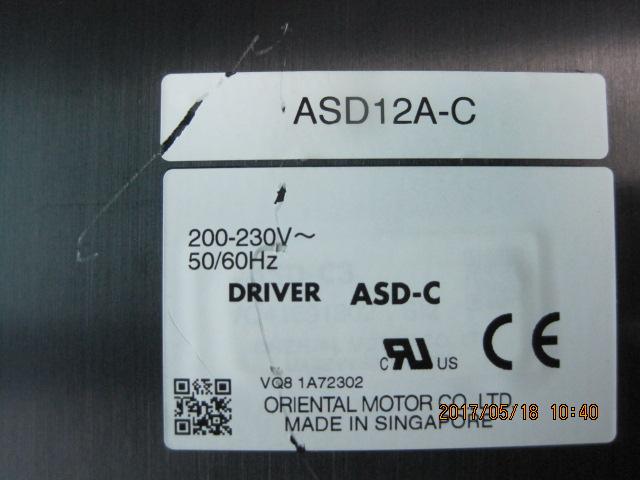 ASD12A-C
200-230V～
50/60Hz
DRIVER ASD-C
C UR US CE
VQ8 1A72302
ORIENTAL MOTOR CO.,LTD.
MADE IN SINGAPORE
2017/05/18 10:40